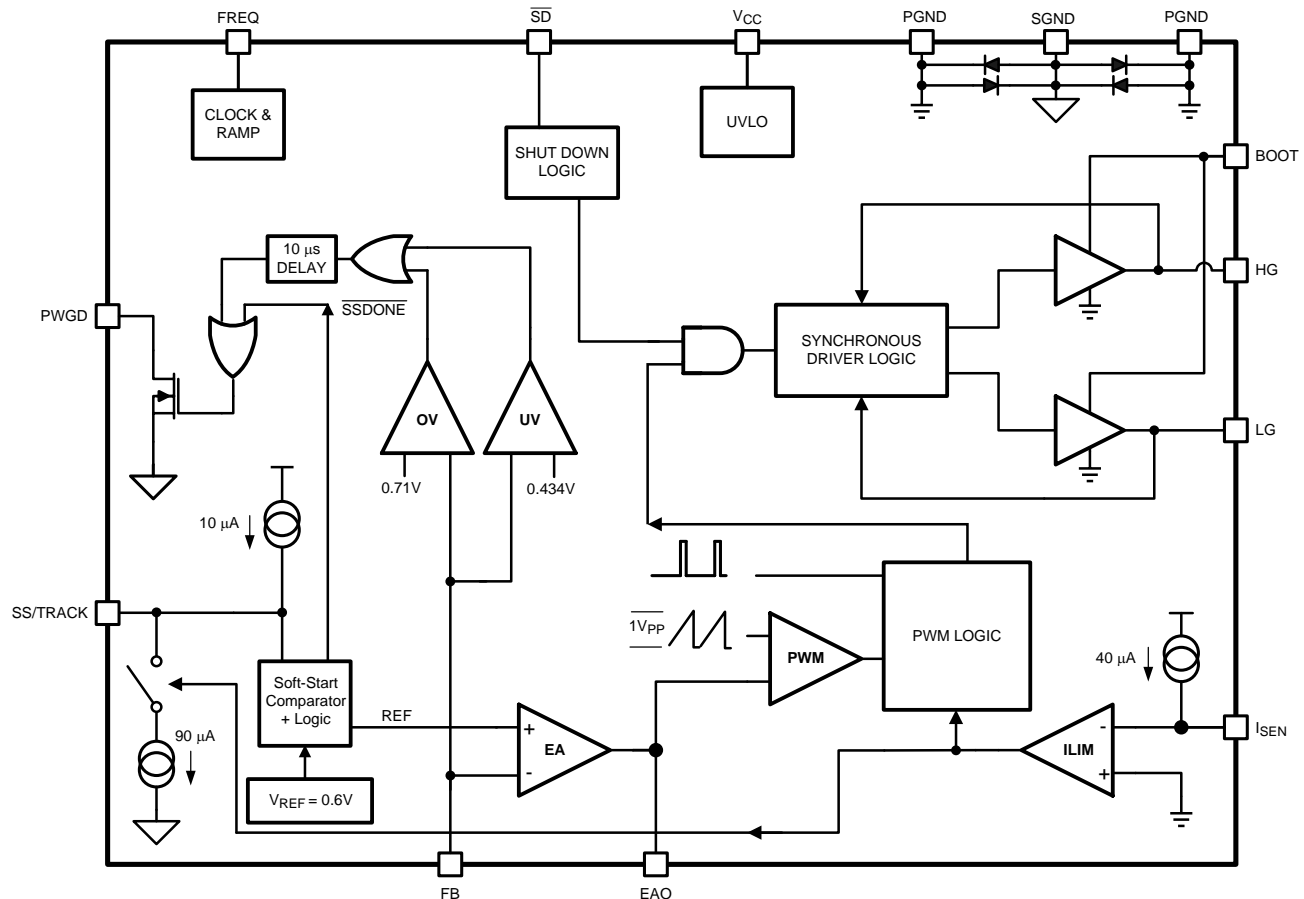 FREQ
SD
VCC
PGND
SGND
PGND
CLOCK &
RAMP
UVLO
SHUT DOWN
LOGIC
BOOT
10 μs
DELAY
HG
SSDONE
PWGD
SYNCHRONOUS
DRIVER LOGIC
OV
UV
LG
0.71V
0.434V
10 μA
SS/TRACK
1VPP
PWM
PWM LOGIC
40 μA
Soft-Start
Comparator
+ Logic
REF
+
EA
-
-
ILIM
+
ISEN
90 μA
VREF = 0.6V
FB
EAO